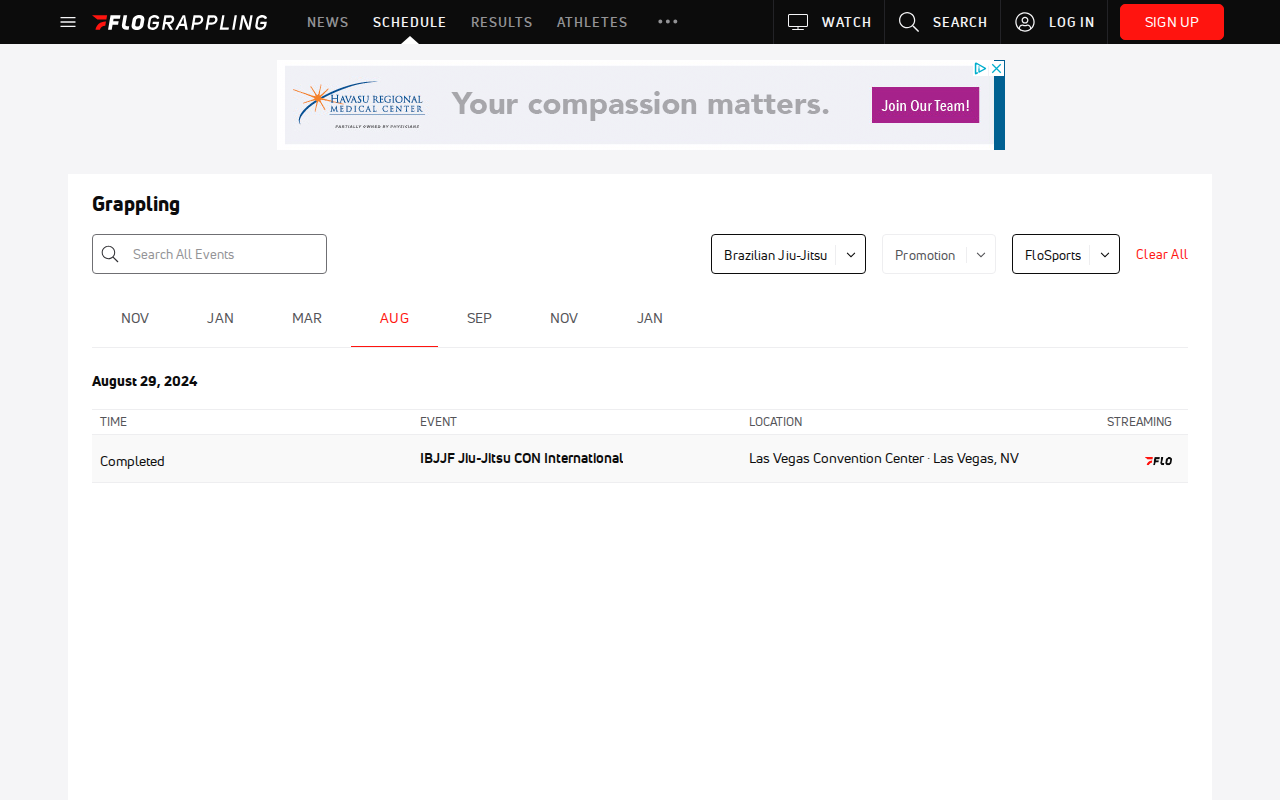 FLOGRAPPLING NEWS SCHEDULE RESULTS ATHLETES WATCH SEARCH LOG IN SIGN UP
HAVASU REGIONAL
MEDICAL CENTER
PARTIALLY OWNED BY PHYSICIANS
Your compassion matters.
Join Our Team!
Grappling
Search All Events Brazilian Jiu-Jitsu Promotion FloSports Clear All
NOV JAN MAR AUG SEP NOV JAN
August 29, 2024
TIME EVENT LOCATION STREAMING
Completed IBJJF Jiu-Jitsu CON International Las Vegas Convention Center · Las Vegas, NV FLO